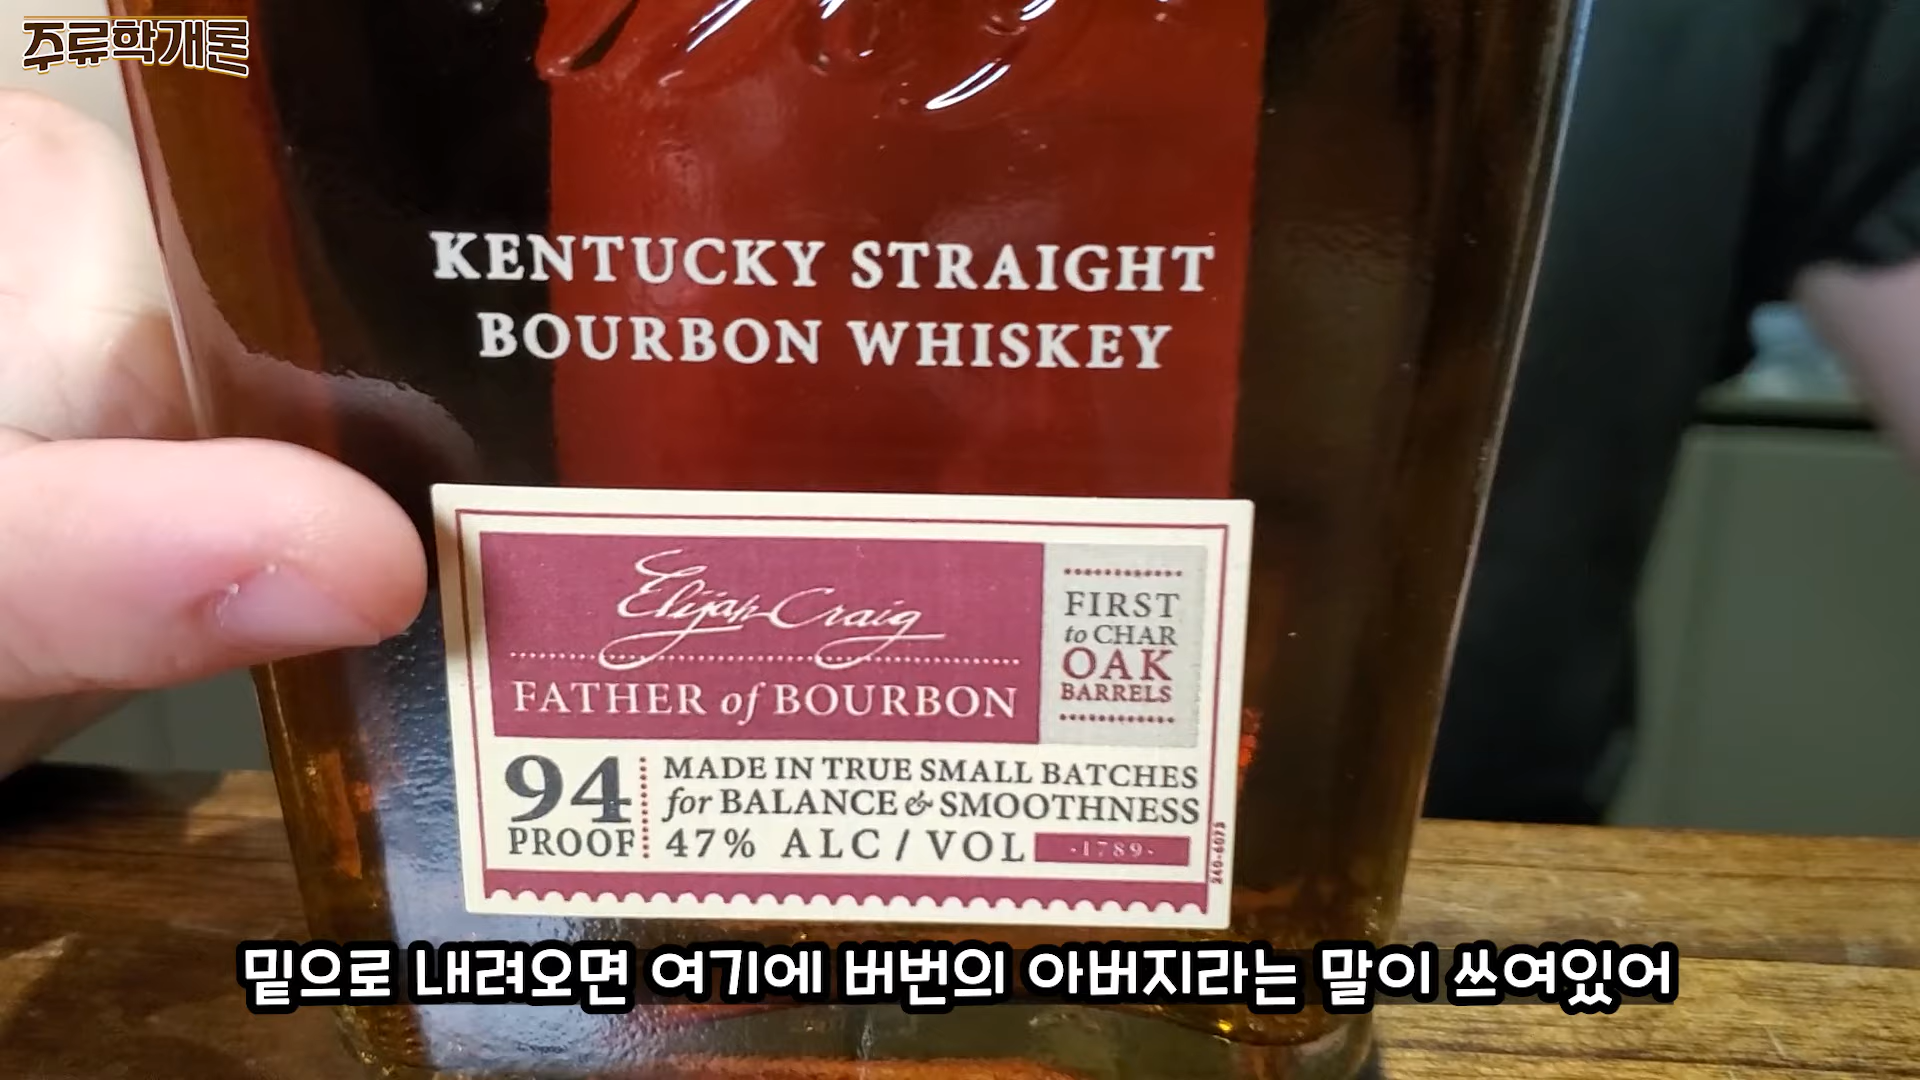 주류학개론
KENTUCKY STRAIGHT
BOURBON WHISKEY
Elijah Craig
FATHER of BOURBON
FIRST
to CHAR
OAK
BARRELS
94
PROOF
MADE IN TRUE SMALL BATCHES
for BALANCE & SMOOTHNESS
47% ALC / VOL
·1789·
240-6073
밑으로 내려오면 여기에 버번의 아버지라는 말이 쓰여있어